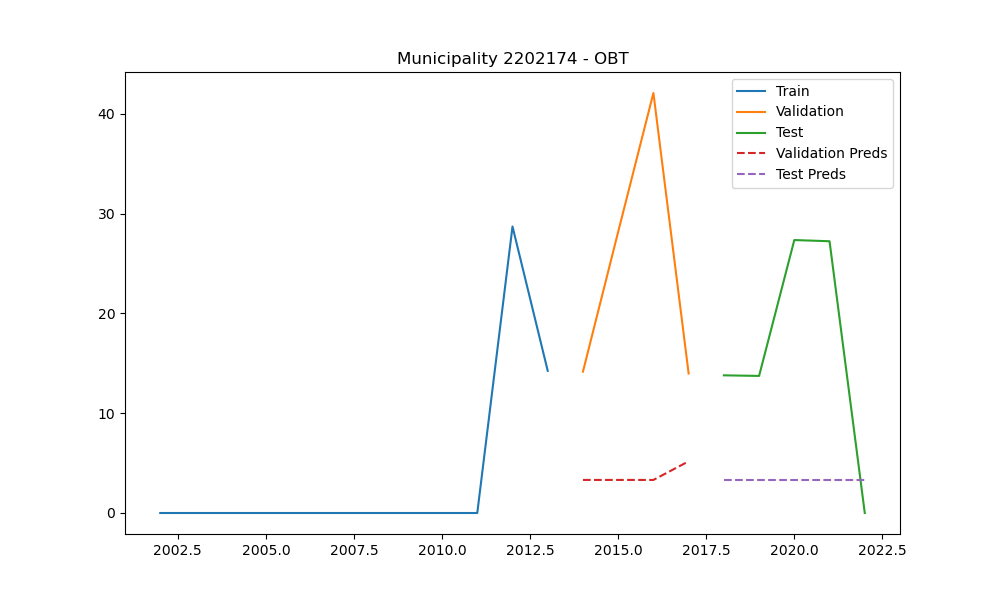 Municipality 2202174 - OBT
Train
Validation
Test
Validation Preds
Test Preds
40
30
20
10
0
2002.5 2005.0 2007.5 2010.0 2012.5 2015.0 2017.5 2020.0 2022.5